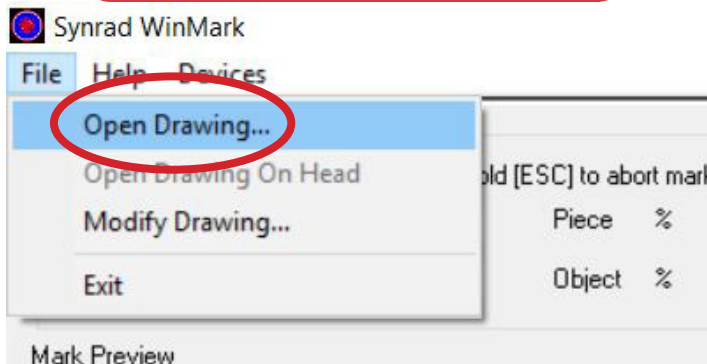 Synrad WinMark
File Help Devices
Open Drawing...
Open Drawing On Head
old [ESC] to abort mark
Modify Drawing...
Piece %
Exit
Object %
Mark Preview